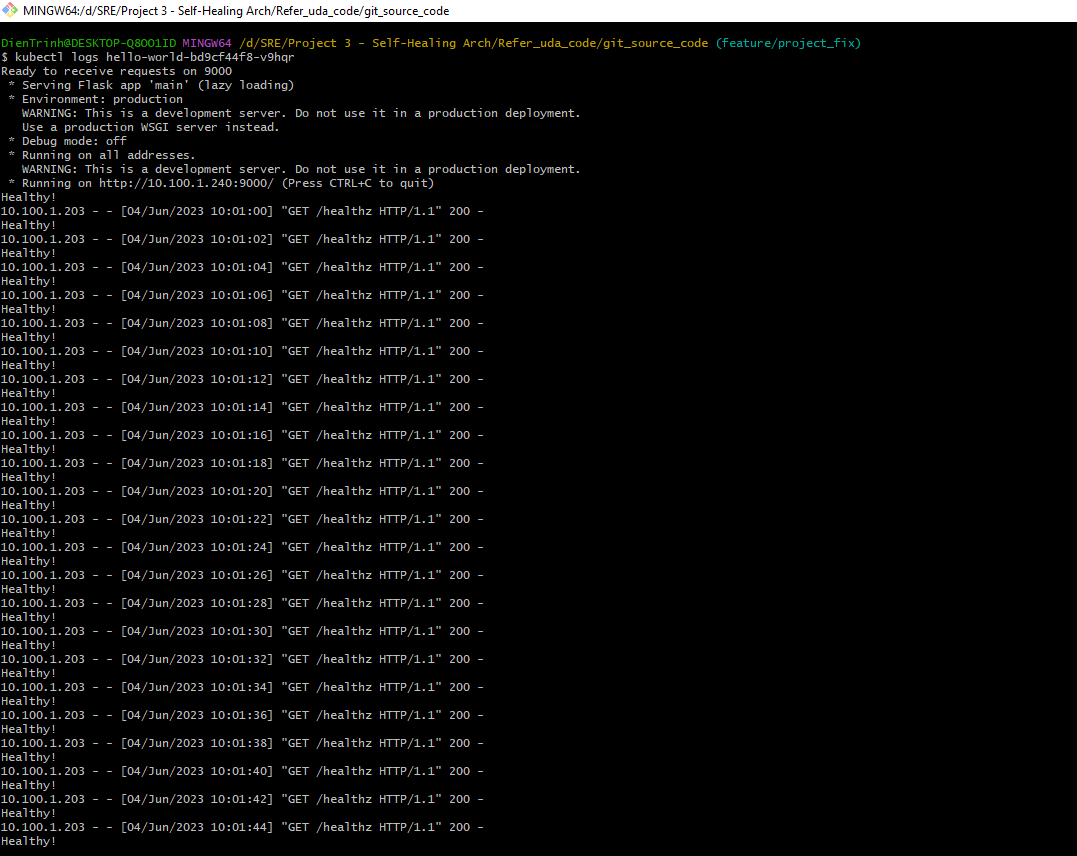 MINGW64:/d/SRE/Project 3 - Self-Healing Arch/Refer_uda_code/git_source_code
DienTrinh@DESKTOP-Q8OO1ID MINGW64 /d/SRE/Project 3 - Self-Healing Arch/Refer_uda_code/git_source_code (feature/project_fix)
$ kubectl logs hello-world-bd9cf44f8-v9hqr
Ready to receive requests on 9000
 * Serving Flask app 'main' (lazy loading)
 * Environment: production
   WARNING: This is a development server. Do not use it in a production deployment.
   Use a production WSGI server instead.
 * Debug mode: off
 * Running on all addresses.
   WARNING: This is a development server. Do not use it in a production deployment.
 * Running on http://10.100.1.240:9000/ (Press CTRL+C to quit)
Healthy!
10.100.1.203 - - [04/Jun/2023 10:01:00] "GET /healthz HTTP/1.1" 200 -
Healthy!
10.100.1.203 - - [04/Jun/2023 10:01:02] "GET /healthz HTTP/1.1" 200 -
Healthy!
10.100.1.203 - - [04/Jun/2023 10:01:04] "GET /healthz HTTP/1.1" 200 -
Healthy!
10.100.1.203 - - [04/Jun/2023 10:01:06] "GET /healthz HTTP/1.1" 200 -
Healthy!
10.100.1.203 - - [04/Jun/2023 10:01:08] "GET /healthz HTTP/1.1" 200 -
Healthy!
10.100.1.203 - - [04/Jun/2023 10:01:10] "GET /healthz HTTP/1.1" 200 -
Healthy!
10.100.1.203 - - [04/Jun/2023 10:01:12] "GET /healthz HTTP/1.1" 200 -
Healthy!
10.100.1.203 - - [04/Jun/2023 10:01:14] "GET /healthz HTTP/1.1" 200 -
Healthy!
10.100.1.203 - - [04/Jun/2023 10:01:16] "GET /healthz HTTP/1.1" 200 -
Healthy!
10.100.1.203 - - [04/Jun/2023 10:01:18] "GET /healthz HTTP/1.1" 200 -
Healthy!
10.100.1.203 - - [04/Jun/2023 10:01:20] "GET /healthz HTTP/1.1" 200 -
Healthy!
10.100.1.203 - - [04/Jun/2023 10:01:22] "GET /healthz HTTP/1.1" 200 -
Healthy!
10.100.1.203 - - [04/Jun/2023 10:01:24] "GET /healthz HTTP/1.1" 200 -
Healthy!
10.100.1.203 - - [04/Jun/2023 10:01:26] "GET /healthz HTTP/1.1" 200 -
Healthy!
10.100.1.203 - - [04/Jun/2023 10:01:28] "GET /healthz HTTP/1.1" 200 -
Healthy!
10.100.1.203 - - [04/Jun/2023 10:01:30] "GET /healthz HTTP/1.1" 200 -
Healthy!
10.100.1.203 - - [04/Jun/2023 10:01:32] "GET /healthz HTTP/1.1" 200 -
Healthy!
10.100.1.203 - - [04/Jun/2023 10:01:34] "GET /healthz HTTP/1.1" 200 -
Healthy!
10.100.1.203 - - [04/Jun/2023 10:01:36] "GET /healthz HTTP/1.1" 200 -
Healthy!
10.100.1.203 - - [04/Jun/2023 10:01:38] "GET /healthz HTTP/1.1" 200 -
Healthy!
10.100.1.203 - - [04/Jun/2023 10:01:40] "GET /healthz HTTP/1.1" 200 -
Healthy!
10.100.1.203 - - [04/Jun/2023 10:01:42] "GET /healthz HTTP/1.1" 200 -
Healthy!
10.100.1.203 - - [04/Jun/2023 10:01:44] "GET /healthz HTTP/1.1" 200 -
Healthy!